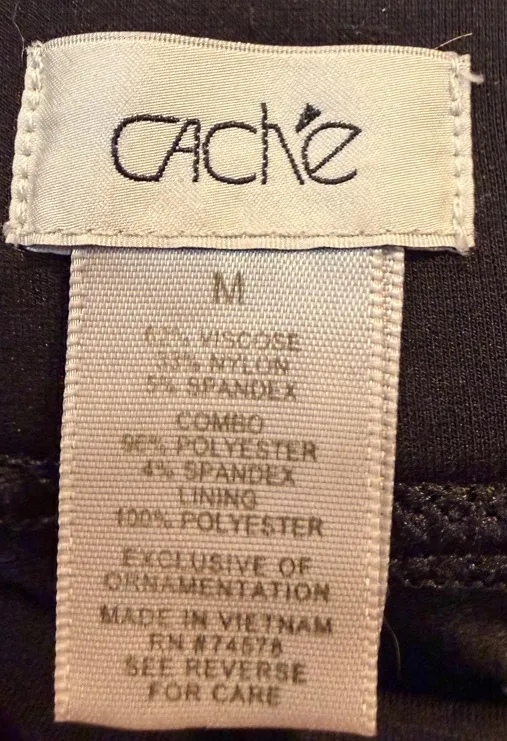 Caché
M
62% VISCOSE
33% NYLON
5% SPANDEX
COMBO
96% POLYESTER
4% SPANDEX
LINING
100% POLYESTER
EXCLUSIVE OF
ORNAMENTATION
MADE IN VIETNAM
RN #74578
SEE REVERSE
FOR CARE